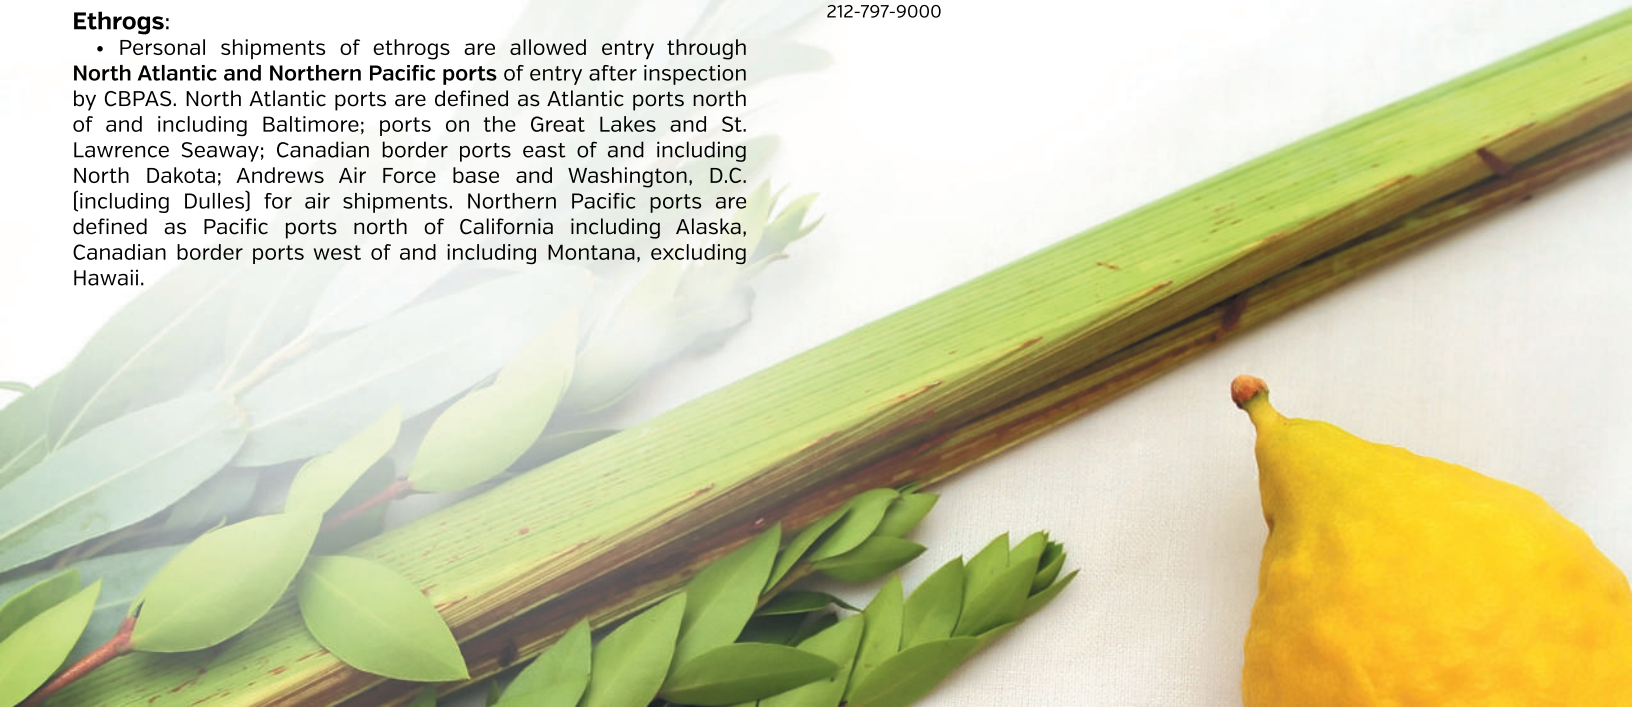 Ethrogs:
• Personal shipments of ethrogs are allowed entry through
North Atlantic and Northern Pacific ports of entry after inspection
by CBPAS. North Atlantic ports are defined as Atlantic ports north
of and including Baltimore; ports on the Great Lakes and St.
Lawrence Seaway; Canadian border ports east of and including
North Dakota; Andrews Air Force base and Washington, D.C.
(including Dulles) for air shipments. Northern Pacific ports are
defined as Pacific ports north of California including Alaska,
Canadian border ports west of and including Montana, excluding
Hawaii.
212-797-9000